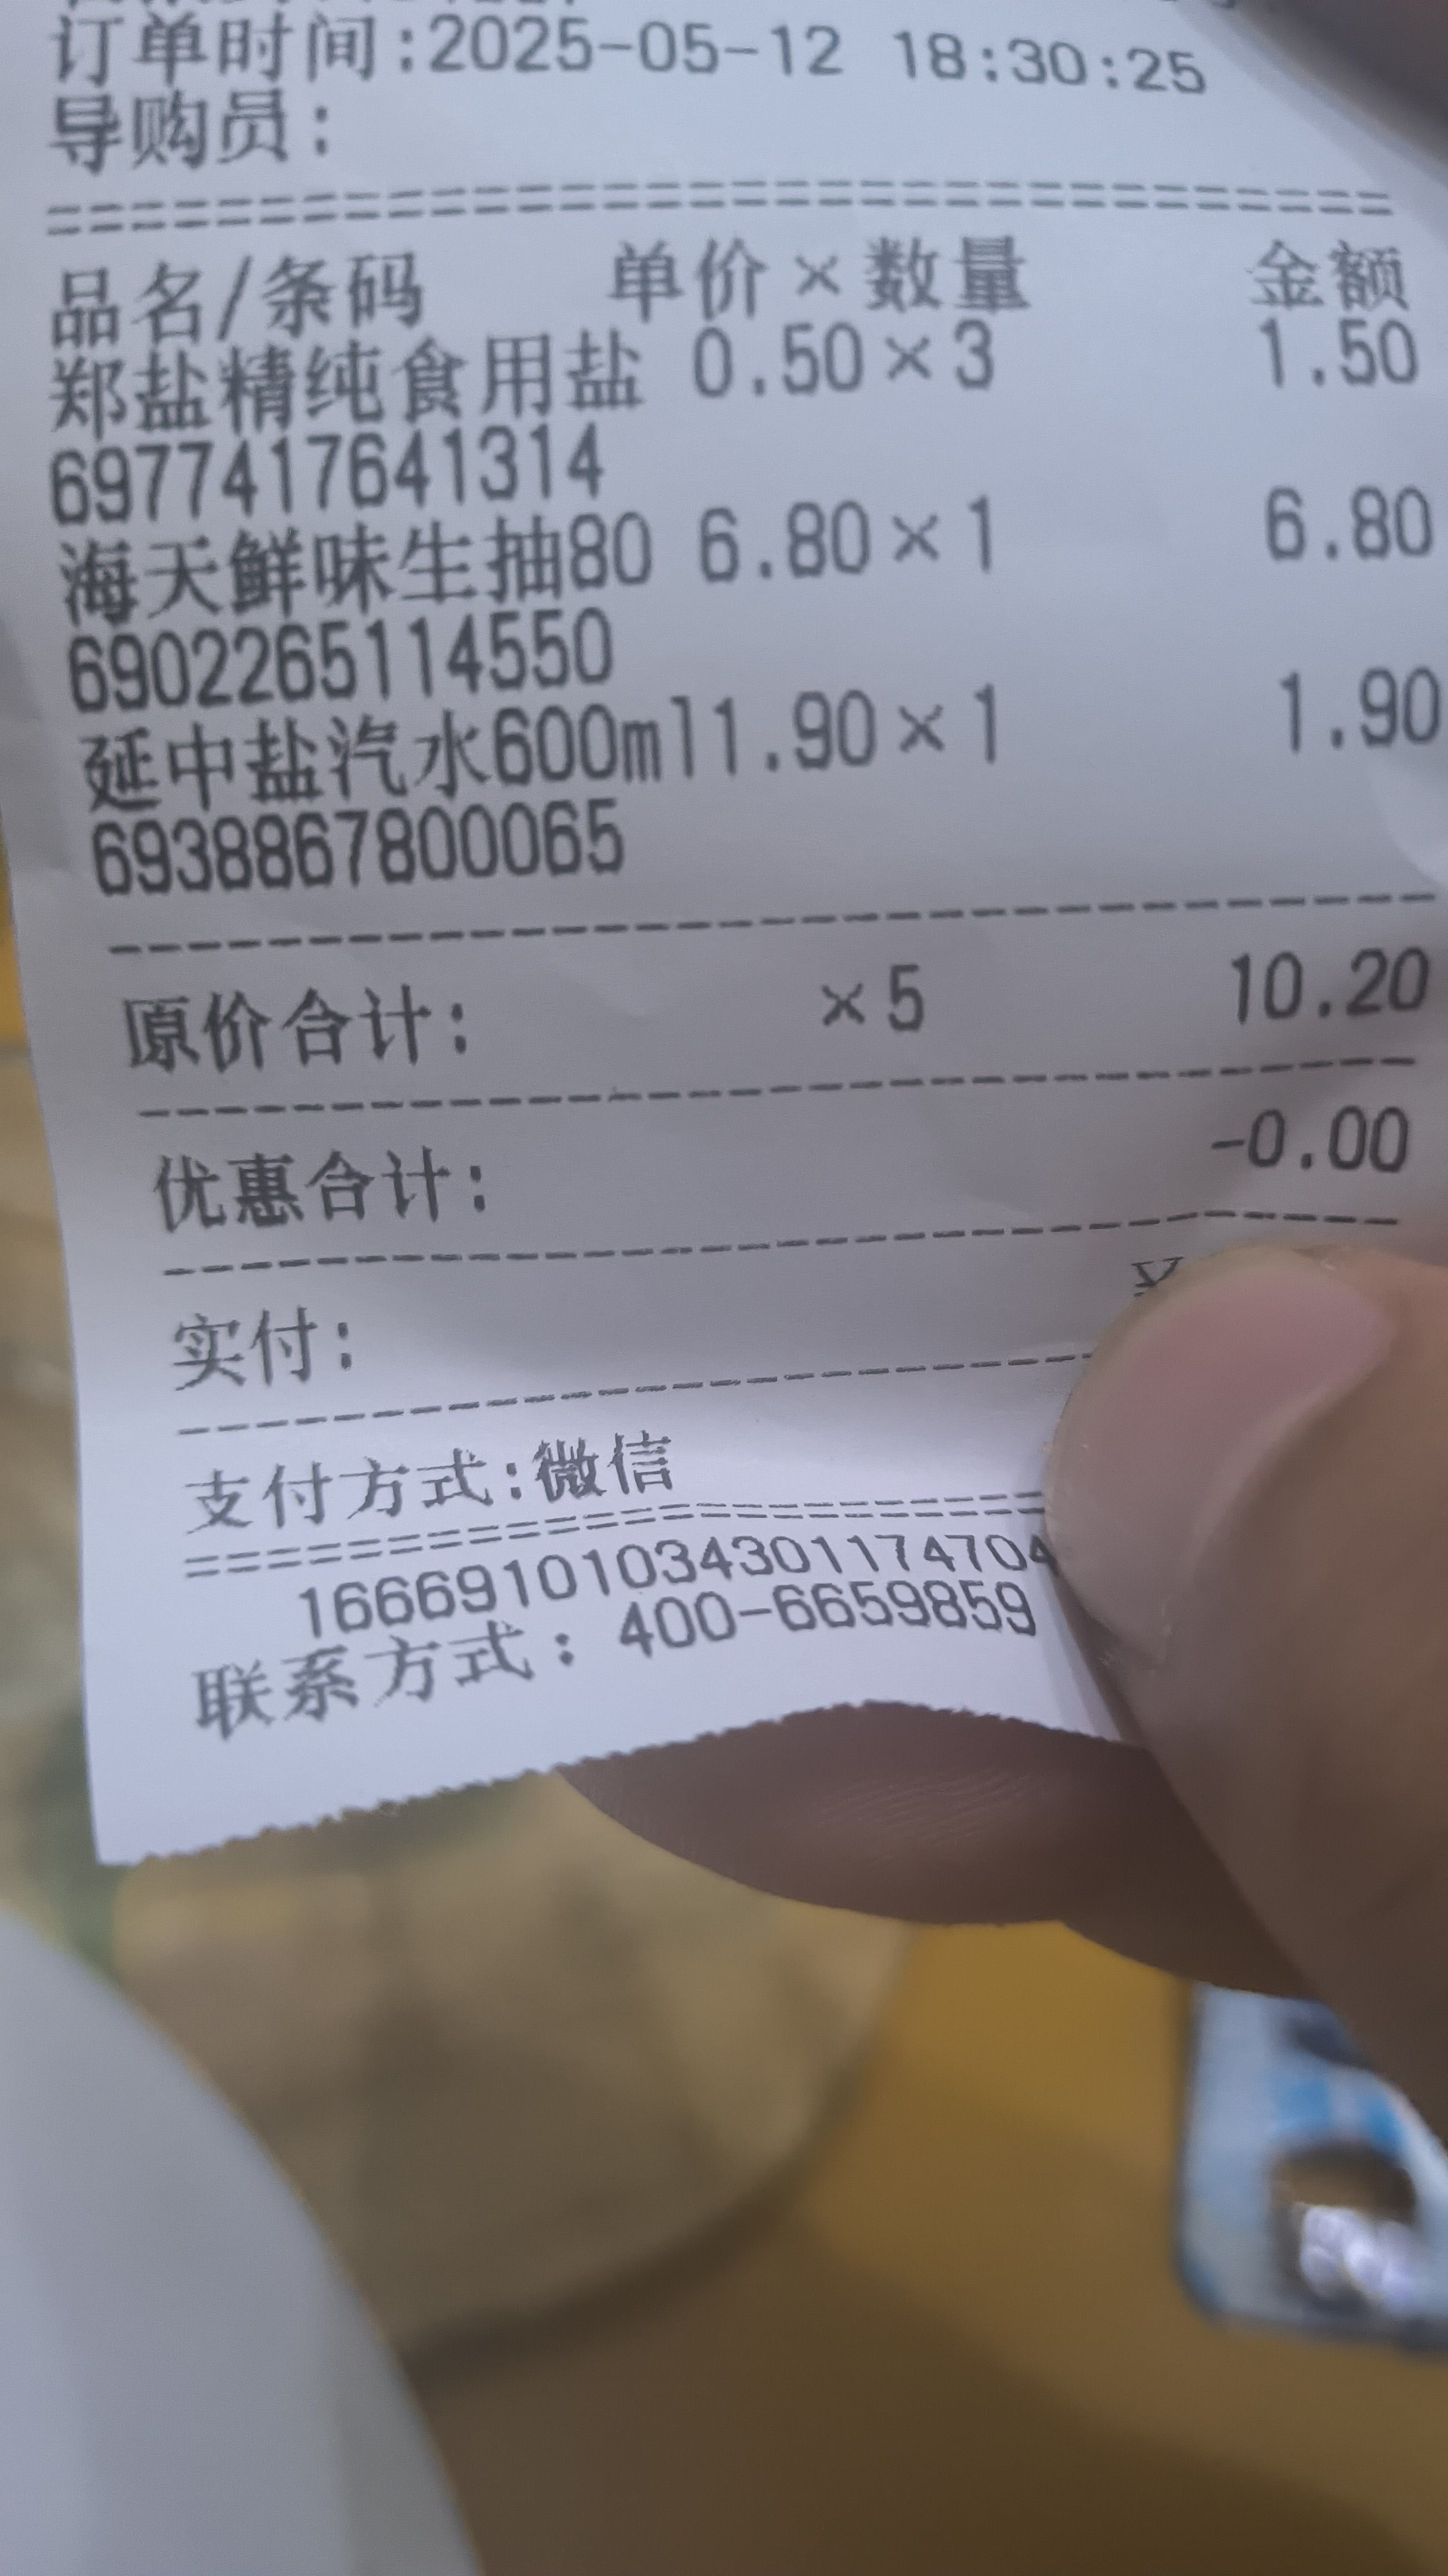 订单时间:2025-05-12 18:30:25
导购员:
品名/条码 单价×数量 金额
郑盐精纯食用盐 0.50×3 1.50
6977417641314
海天鲜味生抽80 6.80×1 6.80
6902265114550
延中盐汽水600ml1.90×1 1.90
6938867800065
原价合计: ×5 10.20
优惠合计: -0.00
实付: ¥
支付方式:微信
16669101034301174704
联系方式: 400-6659859